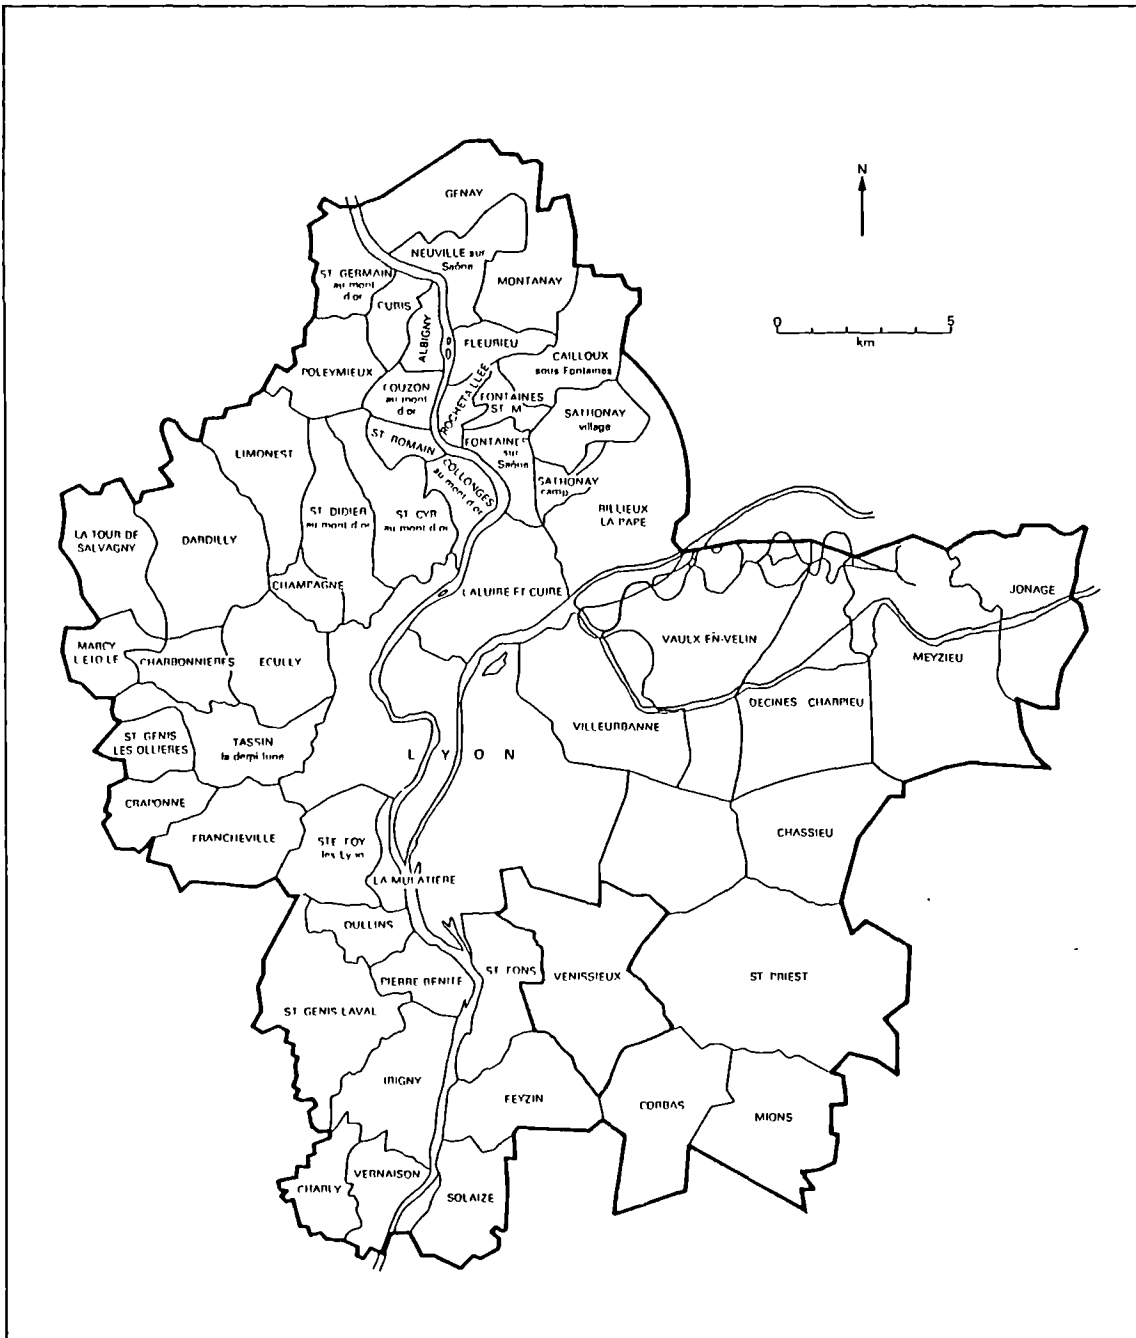 N
GENAY
NEUVILLE sur
Saône
ST GERMAIN
au mont
d'or
MONTANAY
CURIS
0 5
km
ALBIGNY
FLEURIEU
CAILLOUX
sous Fontaines
POLEYMIEUX
ROCHETAILLÉE
COUZON
au mont
d'or
FONTAINES
ST M
SATHONAY
village
ST ROMAIN
FONTAINES
sur
Saône
LIMONEST
COLLONGES
au mont d'or
SATHONAY
camp
ST DIDIER
au mont d'or
ST CYR
au mont d'or
RILLIEUX
LA PAPE
LA TOUR DE
SALVAGNY
DARDILLY
CHAMPAGNE
CALUIRE ET CUIRE
JONAGE
MARCY
L'ETOILE
CHARBONNIERES
ECULLY
VAULX EN-VELIN
MEYZIEU
DECINES CHARPIEU
VILLEURBANNE
ST GENIS
LES OLLIERES
TASSIN
la demi lune
LYON
CRAPONNE
FRANCHEVILLE
STE FOY
les Lyon
CHASSIEU
LA MULATIERE
OULLINS
PIERRE BENITE
ST FONS
VENISSIEUX
ST PRIEST
ST GENIS LAVAL
IRIGNY
FEYZIN
CORBAS
MIONS
CHARLY
VERNAISON
SOLAIZE